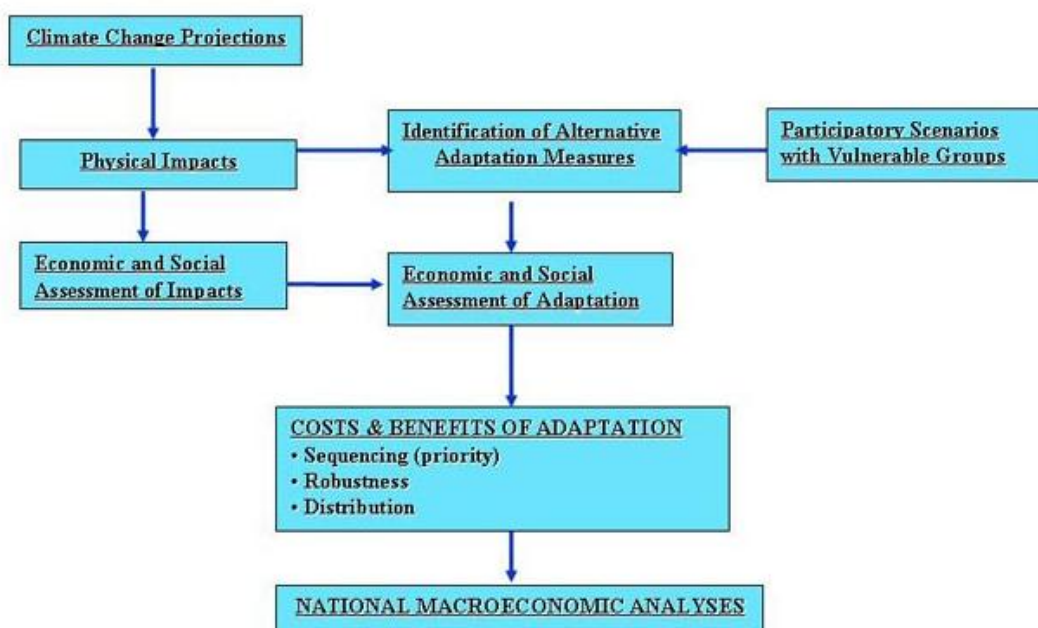 Climate Change Projections
Physical Impacts
Identification of Alternative
Adaptation Measures
Participatory Scenarios
with Vulnerable Groups
Economic and Social
Assessment of Impacts
Economic and Social
Assessment of Adaptation
COSTS & BENEFITS OF ADAPTATION
• Sequencing (priority)
• Robustness
• Distribution
NATIONAL MACROECONOMIC ANALYSES